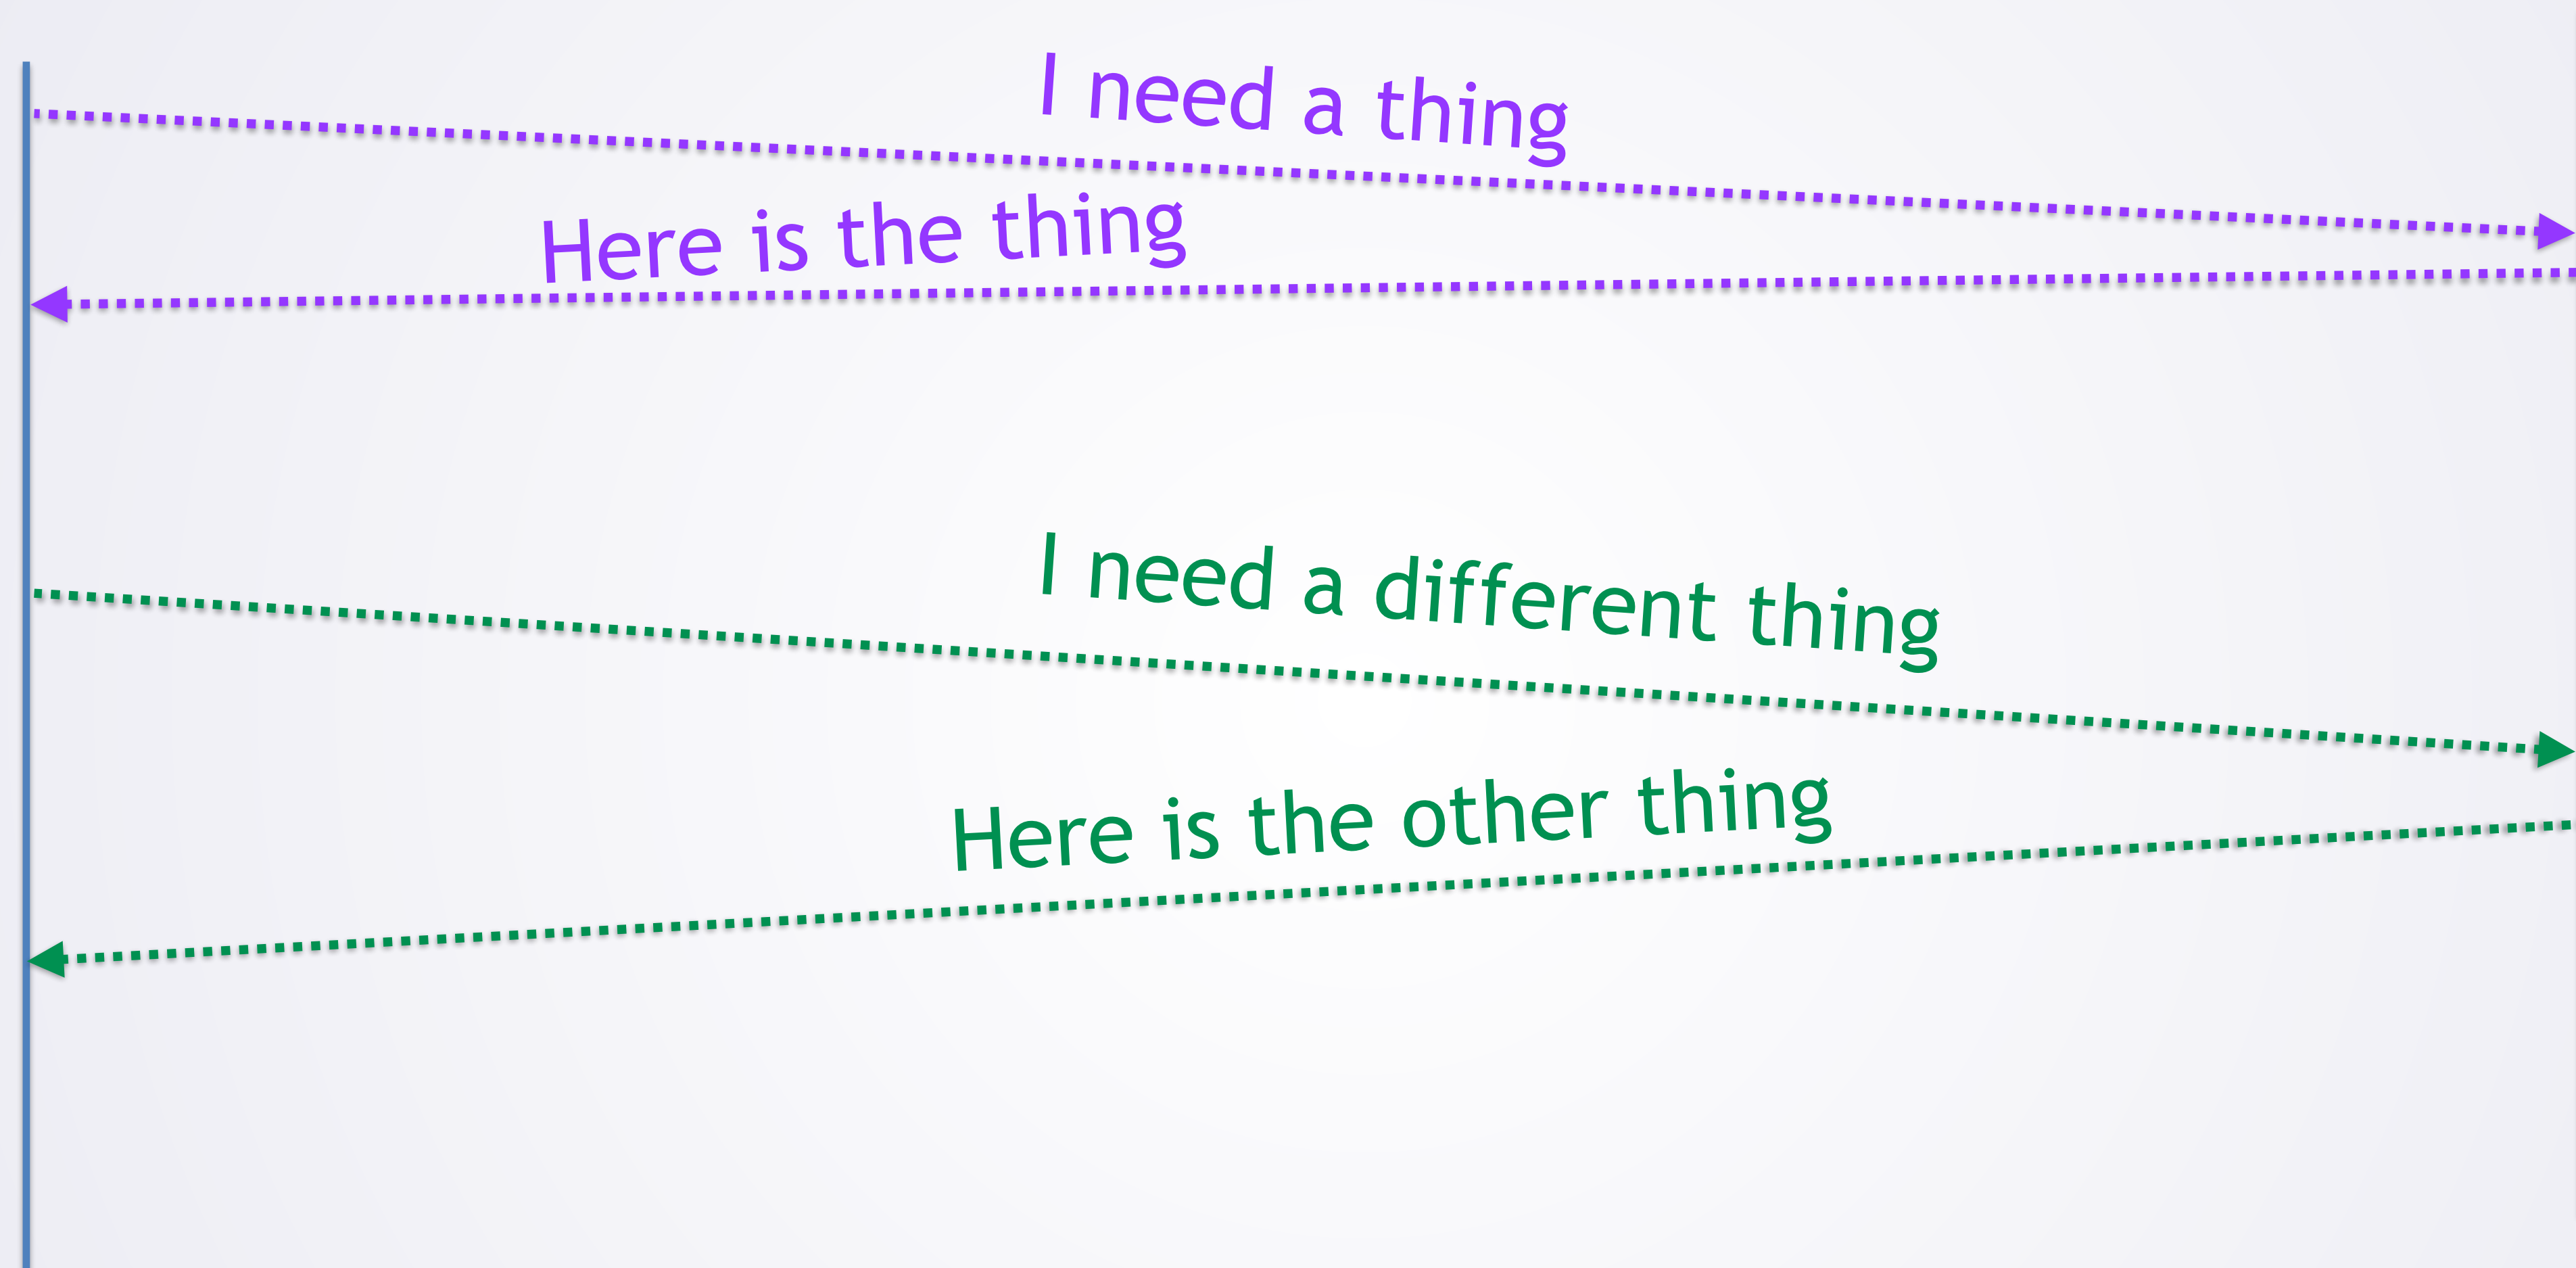 I need a thing
Here is the thing
I need a different thing
Here is the other thing